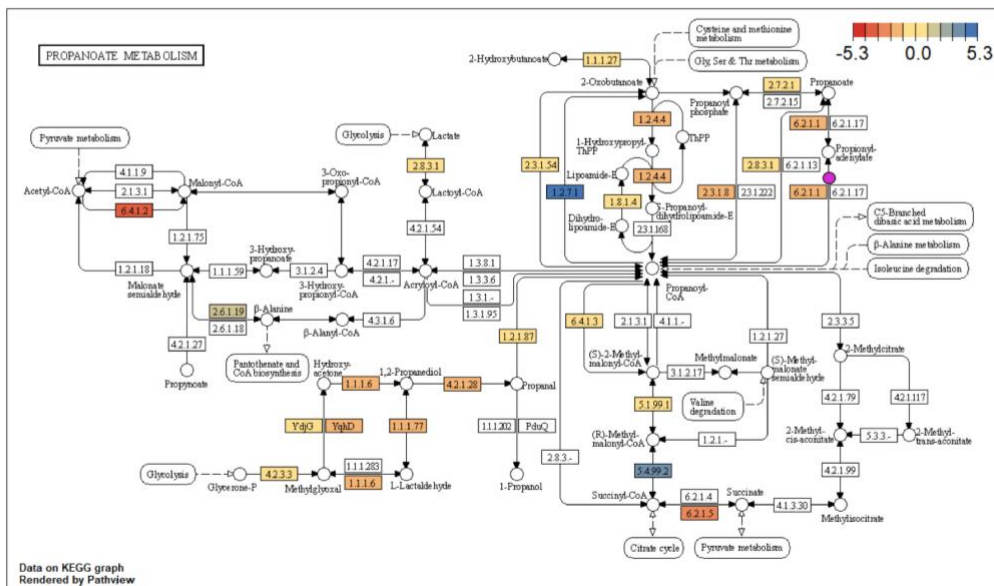 PROPANOATE METABOLISM
-5.3 0.0 5.3
Cysteine and methionine
metabolism
Gly, Ser & Thr metabolism
2-Hydroxybutanoate
1.1.1.27
2-Oxobutanoate
Propanoyl
phosphate
2.7.2.1
2.7.2.15
Propanoate
1.2.4.4
ThPP
1-Hydroxypropyl-
ThPP
6.2.1.1
6.2.1.17
Propionyl-
adenylate
Pyruvate metabolism
Glycolysis
Lactate
2.8.3.1
Lactoyl-CoA
4.2.1.54
2.3.1.54
1.2.7.1
Lipoamide-E
1.2.4.4
1.8.1.4
Dihydro-
lipoamide-E
S-Propanoyl-
dihydrolipoamide-E
2.3.1.168
2.3.1.8
2.3.1.222
2.8.3.1
6.2.1.13
6.2.1.1
6.2.1.17
C5-Branched
dibasic acid metabolism
β-Alanine metabolism
Isoleucine degradation
4.1.1.9
Acetyl-CoA
2.1.3.1
Malonyl-CoA
6.4.1.2
3-Oxo-
propionyl-CoA
1.2.1.75
1.2.1.18
Malonate
semialdehyde
1.1.1.59
3-Hydroxy-
propanoate
3.1.2.4
3-Hydroxy-
propionyl-CoA
4.2.1.17
4.2.1.-
Acryloyl-CoA
1.3.8.1
1.3.3.6
1.3.1.-
1.3.1.95
Propanoyl-
CoA
2.6.1.19
2.6.1.18
β-Alanine
β-Alanyl-CoA
4.3.1.6
4.2.1.27
Propynoate
Pantothenate and
CoA biosynthesis
1.2.1.87
6.4.1.3
2.1.3.1
4.1.1.-
1.2.1.27
2.3.3.5
(S)-2-Methyl-
malonyl-CoA
3.1.2.17
Methylmalonate
(S)-Methyl-
malonate
semialdehyde
2-Methylcitrate
Hydroxy-
acetone
1.1.1.6
1,2-Propanediol
4.2.1.28
Propanal
5.1.99.1
Valine
degradation
4.2.1.79
4.2.1.117
YdjG
YqhD
1.1.1.77
1.1.1.202
PduQ
(R)-Methyl-
malonyl-CoA
1.2.1.-
2-Methyl-
cis-aconitate
5.3.3.-
2-Methyl-
trans-aconitate
Glycolysis
Glycerone-P
4.2.3.3
Methylglyoxal
1.1.1.283
1.1.1.6
L-Lactaldehyde
1-Propanol
2.8.3.-
5.4.99.2
4.2.1.99
Succinyl-CoA
6.2.1.4
6.2.1.5
Succinate
4.1.3.30
Methylisocitrate
Citrate cycle
Pyruvate metabolism
Data on KEGG graph
Rendered by Pathview